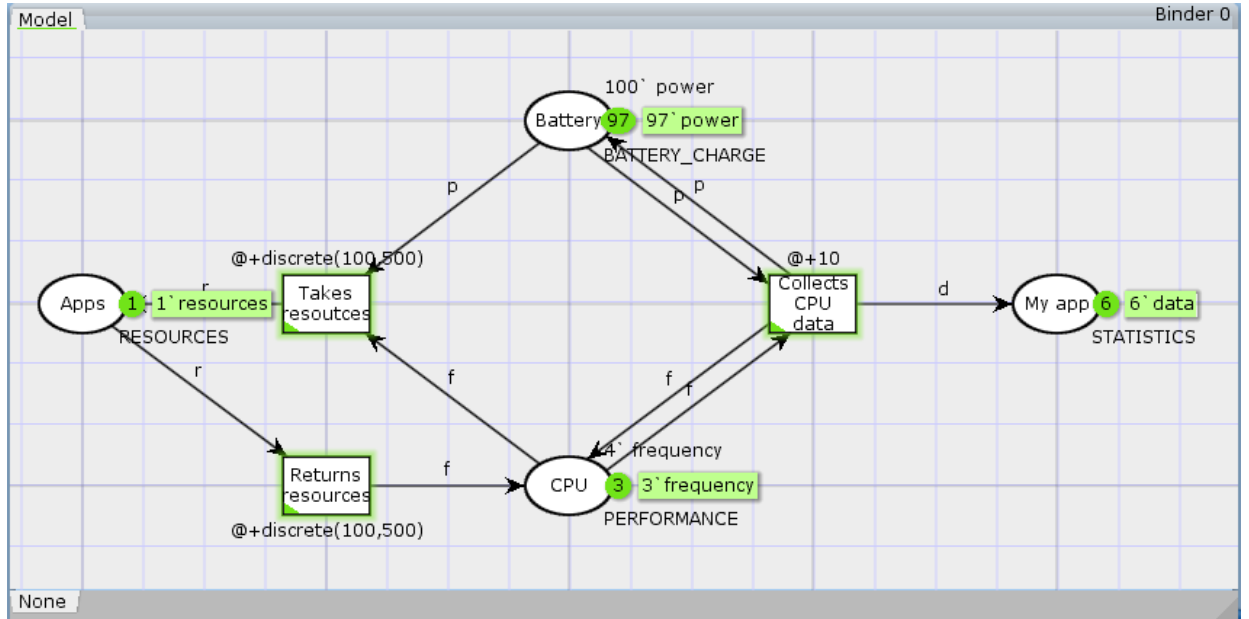 Model
Binder 0
100` power
Battery
97
97`power
BATTERY_CHARGE
p
p
p
@+discrete(100,500)
@+10
Takes
resoutces
Collects
CPU
data
r
d
Apps
1
1`resources
RESOURCES
My app
6
6`data
STATISTICS
r
f
f
f
4` frequency
Returns
resources
f
CPU
3
3`frequency
PERFORMANCE
@+discrete(100,500)
None